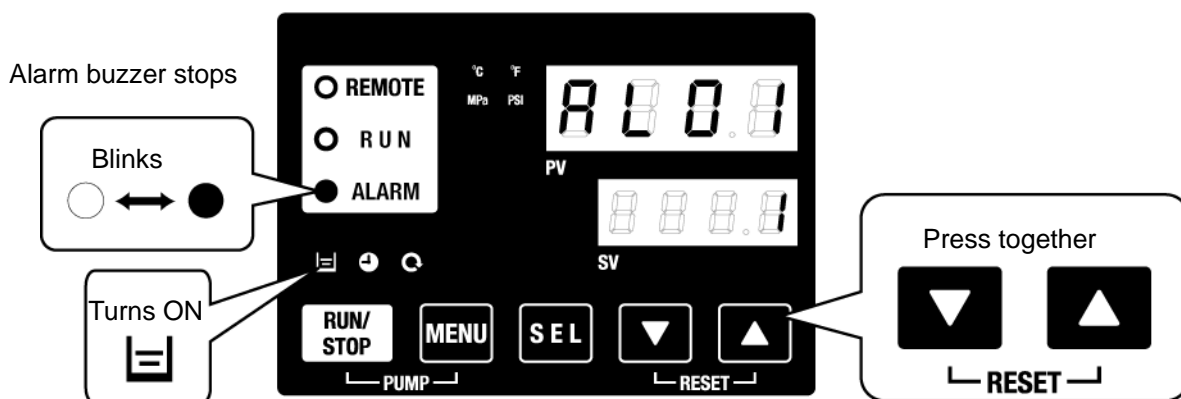 Alarm buzzer stops
Blinks
Turns ON
REMOTE
RUN
ALARM
°C °F
MPa PSI
AL01
PV
1
SV
RUN/
STOP
MENU
SEL
PUMP
RESET
Press together
RESET